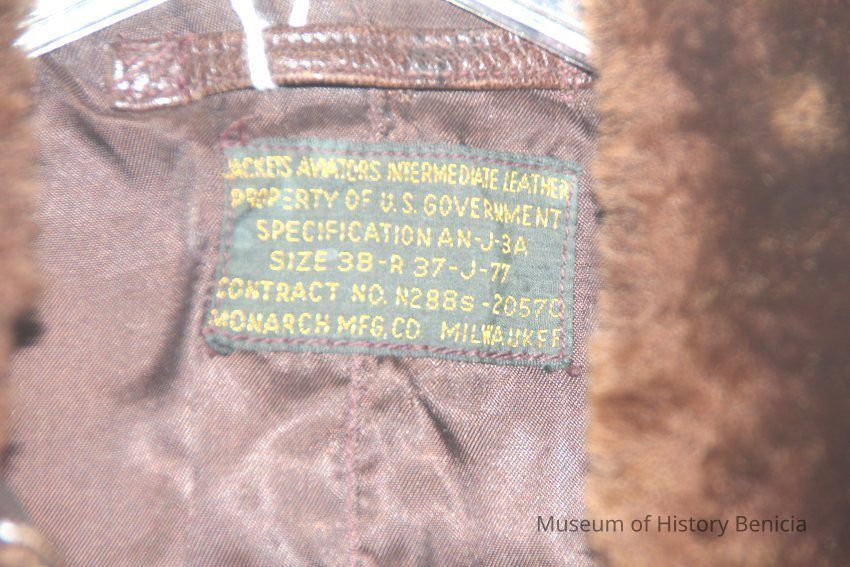 JACKETS AVIATORS INTERMEDIATE LEATHER
PROPERTY OF U.S. GOVERNMENT
SPECIFICATION AN-J-3A
SIZE 38-R 37-J-77
CONTRACT NO. N288s-20570
MONARCH MFG. CO MILWAUKEE
Museum of History Benicia